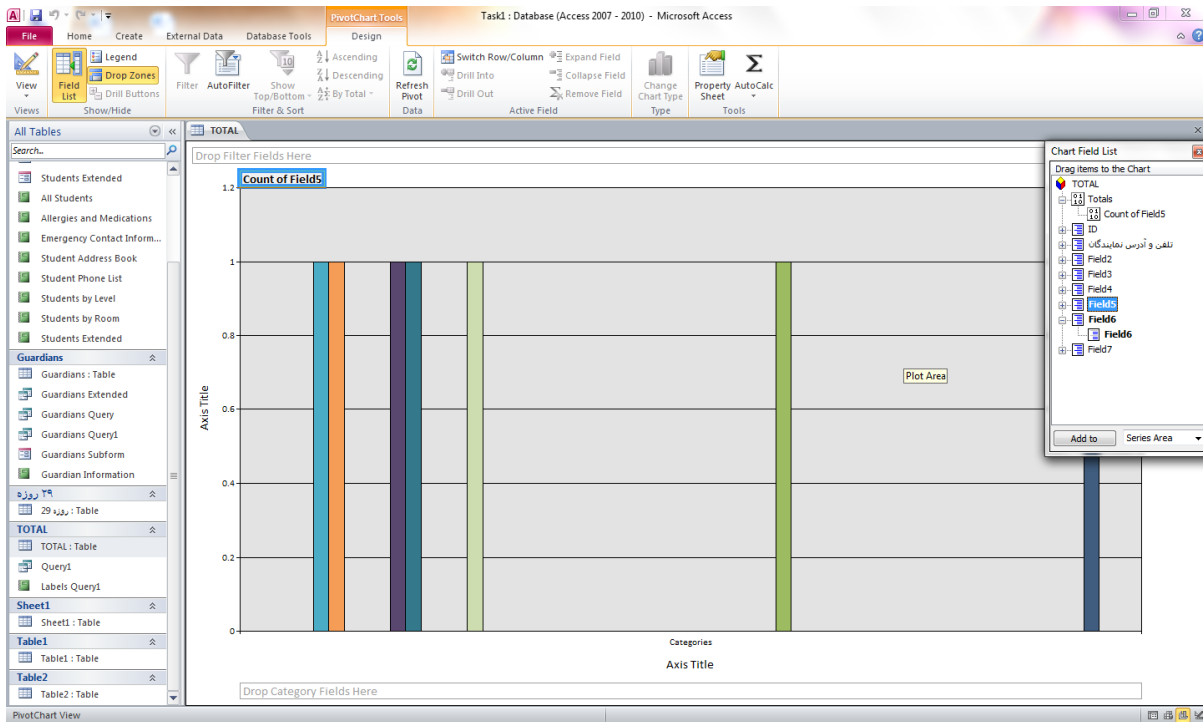 PivotChart Tools
Task1 : Database (Access 2007 - 2010) - Microsoft Access
File Home Create External Data Database Tools Design
View
Views
Field List
Legend
Drop Zones
Drill Buttons
Show/Hide
Filter
AutoFilter
Show Top/Bottom
Ascending
Descending
By Total
Filter & Sort
Refresh Pivot
Data
Switch Row/Column
Drill Into
Drill Out
Expand Field
Collapse Field
Remove Field
Active Field
Change Chart Type
Type
Property Sheet
AutoCalc
Tools
All Tables
Search..
Students Extended
All Students
Allergies and Medications
Emergency Contact Inform...
Student Address Book
Student Phone List
Students by Level
Students by Room
Students Extended
Guardians
Guardians : Table
Guardians Extended
Guardians Query
Guardians Query1
Guardians Subform
Guardian Information
۲۹ روزه
روزه 29 : Table
TOTAL
TOTAL : Table
Query1
Labels Query1
Sheet1
Sheet1 : Table
Table1
Table1 : Table
Table2
Table2 : Table
TOTAL
Drop Filter Fields Here
Count of Field5
1.2
1
0.8
0.6
0.4
0.2
0
Axis Title
Plot Area
Categories
Axis Title
Drop Category Fields Here
Chart Field List
Drag items to the Chart
TOTAL
Totals
Count of Field5
ID
تلفن و آدرس نمایندگان
Field2
Field3
Field4
Field5
Field6
Field6
Field7
Add to
Series Area
PivotChart View